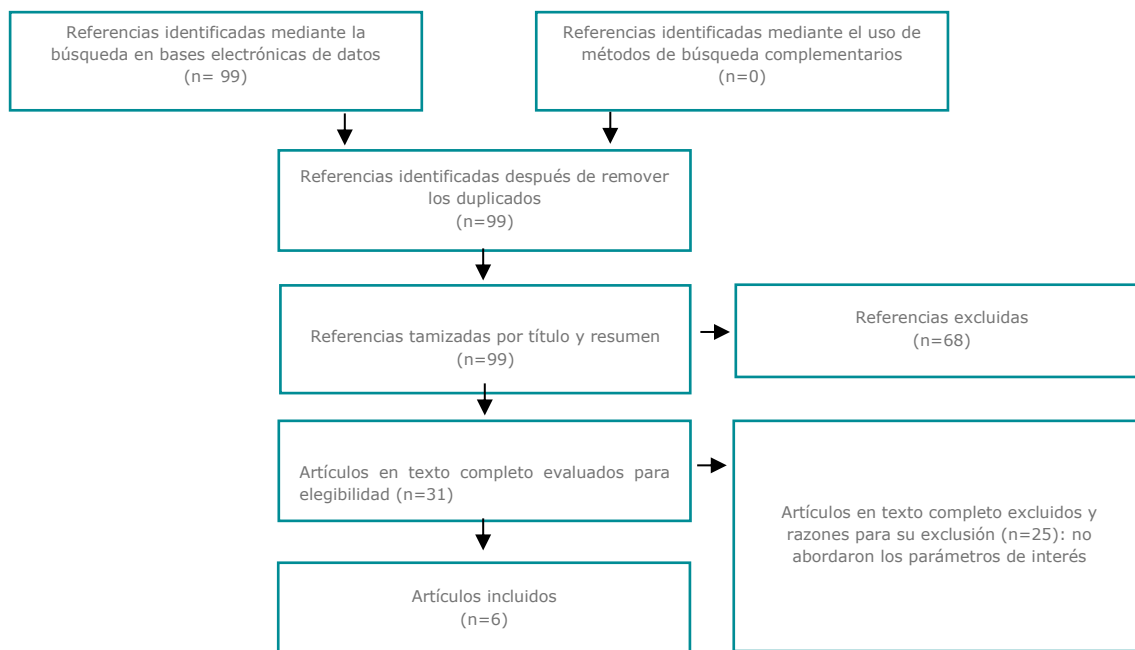 Referencias identificadas mediante la
búsqueda en bases electrónicas de datos
(n= 99)
Referencias identificadas mediante el uso de
métodos de búsqueda complementarios
(n=0)
Referencias identificadas después de remover
los duplicados
(n=99)
Referencias tamizadas por título y resumen
(n=99)
Referencias excluidas
(n=68)
Artículos en texto completo evaluados para
elegibilidad (n=31)
Artículos en texto completo excluidos y
razones para su exclusión (n=25): no
abordaron los parámetros de interés
Artículos incluidos
(n=6)